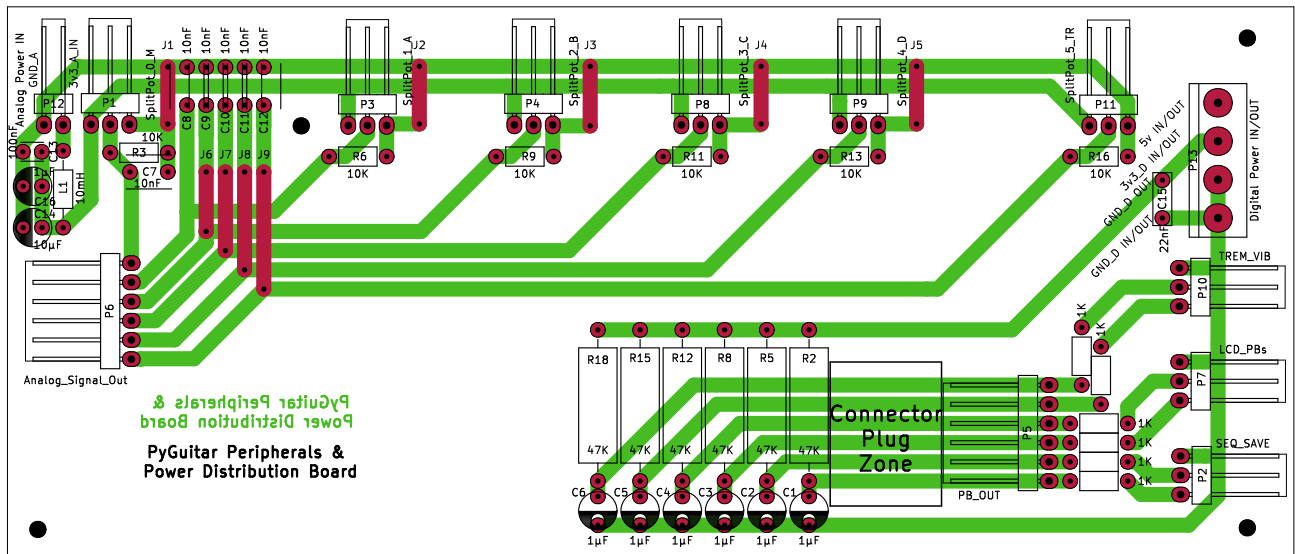 Analog Power IN
GND_A
3v3_A_IN
P12
P1
SplitPot_0_M
J1
10nF
10nF
10nF
10nF
10nF
C8
C9
C10
C11
C12
100nF
C13
1µF
C16
C14
10µF
L1
10mH
10K
R3
C7
10nF
J6
J7
J8
J9
P3
SplitPot_1_A
J2
R6
10K
P4
SplitPot_2_B
J3
R9
10K
P8
SplitPot_3_C
J4
R11
10K
P9
SplitPot_4_D
J5
R13
10K
SplitPot_5_TR
P11
R16
10K
5v IN/OUT
3v3_D IN/OUT
GND_D OUT
GND_D IN/OUT
P13
Digital Power IN/OUT
C15
22nF
P6
Analog_Signal_Out
TREM_VIB
P10
1K
1K
LCD_PBs
P7
SEQ_SAVE
P2
1K
1K
1K
1K
R18
R15
R12
R8
R5
R2
47K
47K
47K
47K
47K
47K
C6
C5
C4
C3
C2
C1
1µF
1µF
1µF
1µF
1µF
1µF
Connector
Plug
Zone
P5
PB_OUT
PyGuitar Peripherals &
Power Distribution Board
PyGuitar Peripherals &
Power Distribution Board